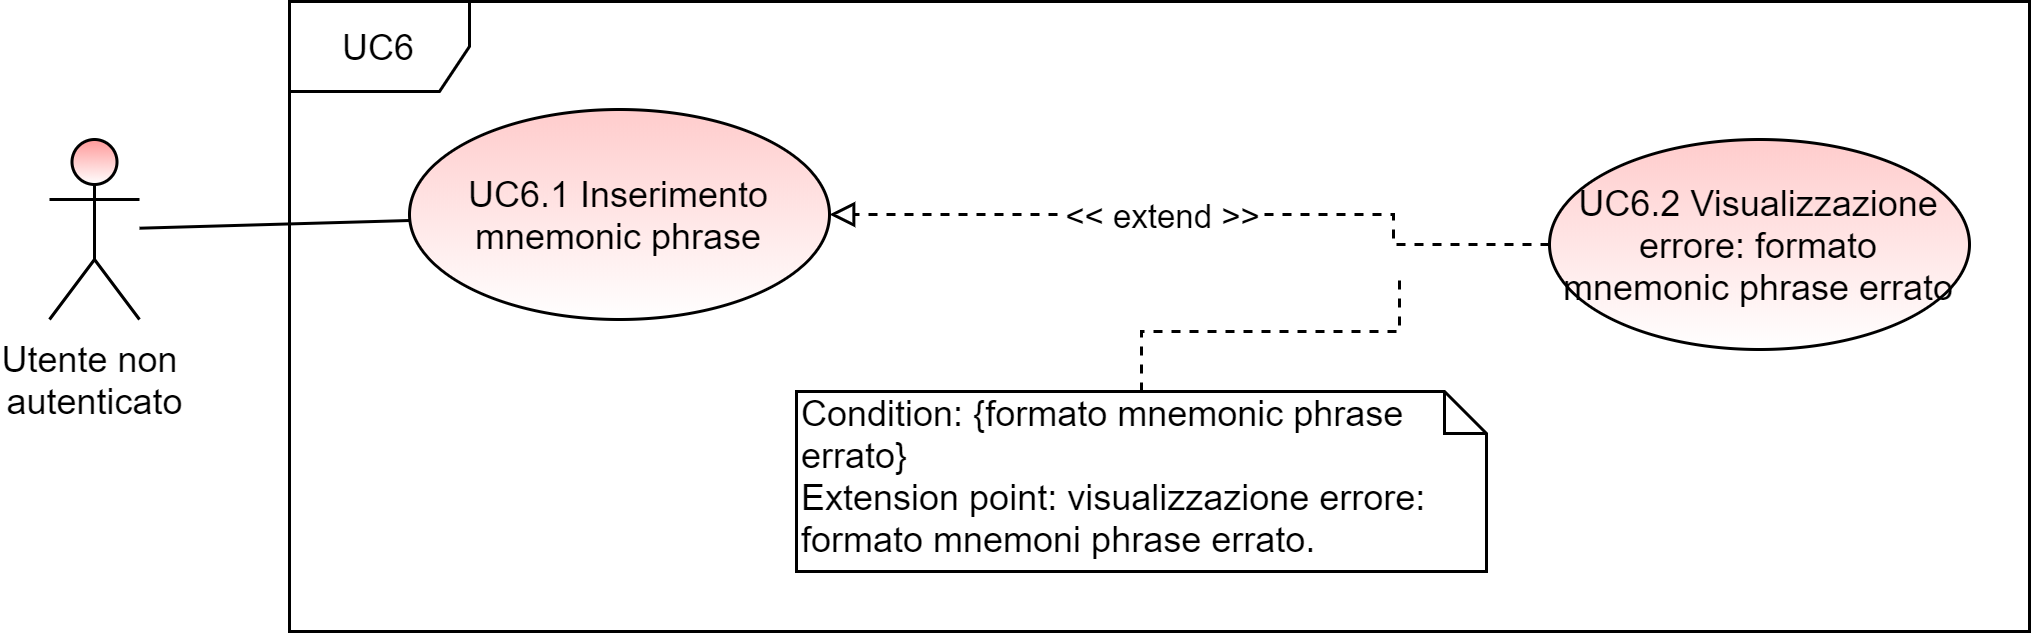 UC6
UC6.1 Inserimento
mnemonic phrase
<< extend >>
UC6.2 Visualizzazione
errore: formato
mnemonic phrase errato
Utente non
autenticato
Condition: {formato mnemonic phrase
errato}
Extension point: visualizzazione errore:
formato mnemoni phrase errato.